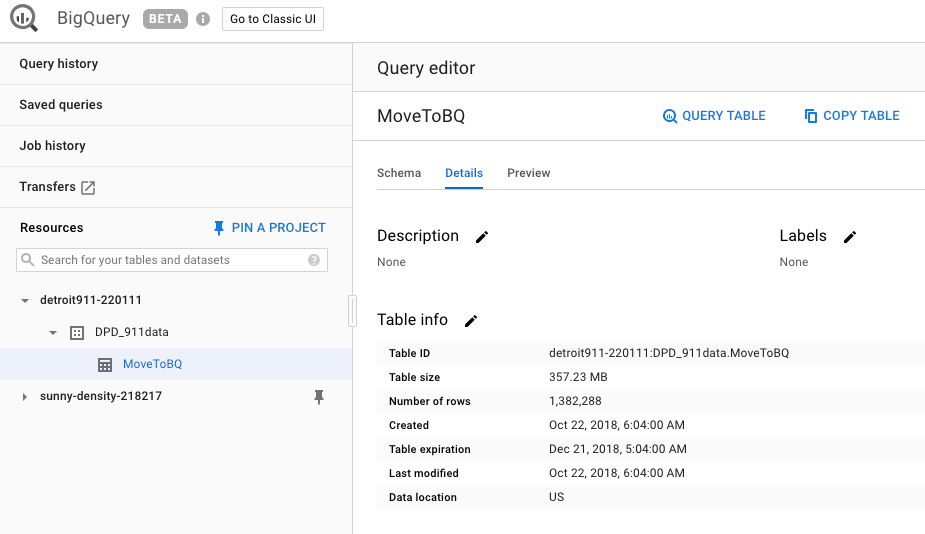 BigQuery BETA Go to Classic UI
Query history
Saved queries
Job history
Transfers
Resources PIN A PROJECT
Search for your tables and datasets
detroit911-220111
DPD_911data
MoveToBQ
sunny-density-218217
Query editor
MoveToBQ QUERY TABLE COPY TABLE
Schema Details Preview
Description Labels
None None
Table info
Table ID detroit911-220111:DPD_911data.MoveToBQ
Table size 357.23 MB
Number of rows 1,382,288
Created Oct 22, 2018, 6:04:00 AM
Table expiration Dec 21, 2018, 5:04:00 AM
Last modified Oct 22, 2018, 6:04:00 AM
Data location US